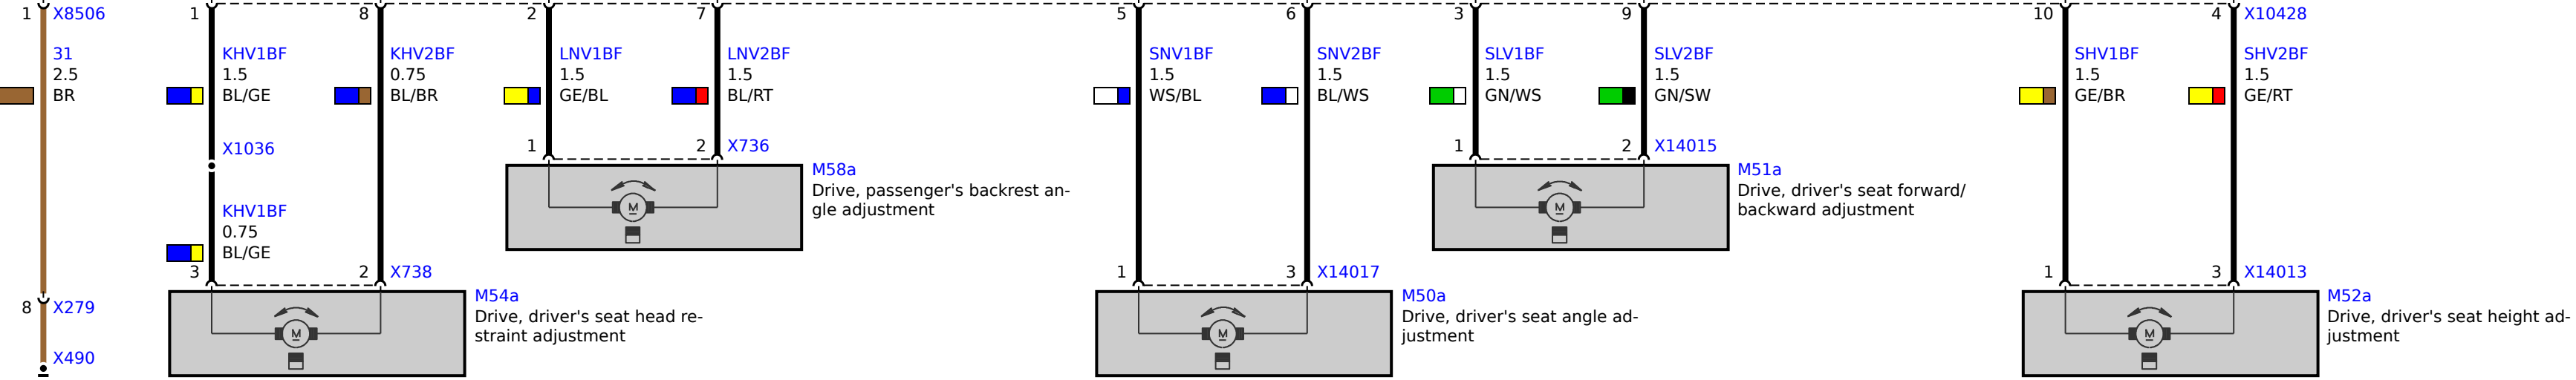 1 X8506 1 8 2 7 5 6 3 9 10 4 X10428
31 KHV1BF KHV2BF LNV1BF LNV2BF SNV1BF SNV2BF SLV1BF SLV2BF SHV1BF SHV2BF
2.5 1.5 0.75 1.5 1.5 1.5 1.5 1.5 1.5 1.5 1.5
BR BL/GE BL/BR GE/BL BL/RT WS/BL BL/WS GN/WS GN/SW GE/BR GE/RT
X1036 1 2 X736 1 2 X14015
M58a
Drive, passenger's backrest an-
gle adjustment
M
M51a
Drive, driver's seat forward/
backward adjustment
M
KHV1BF
0.75
BL/GE
3 2 X738 1 3 X14017 1 3 X14013
8 X279
X490
M54a
Drive, driver's seat head re-
straint adjustment
M
M50a
Drive, driver's seat angle ad-
justment
M
M52a
Drive, driver's seat height ad-
justment
M